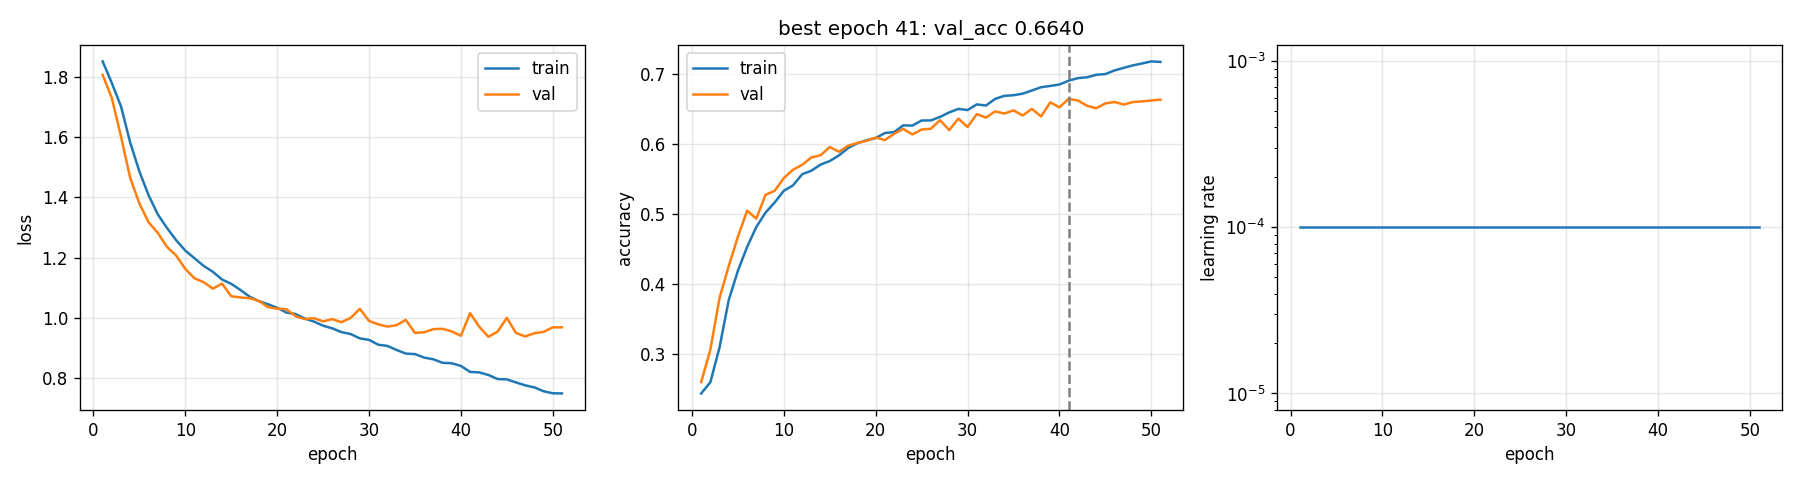 best epoch 41: val_acc 0.6640
loss
1.8
1.6
1.4
1.2
1.0
0.8
train
val
0
10
20
30
40
50
epoch
accuracy
0.7
0.6
0.5
0.4
0.3
train
val
0
10
20
30
40
50
epoch
learning rate
10⁻³
10⁻⁴
10⁻⁵
0
10
20
30
40
50
epoch